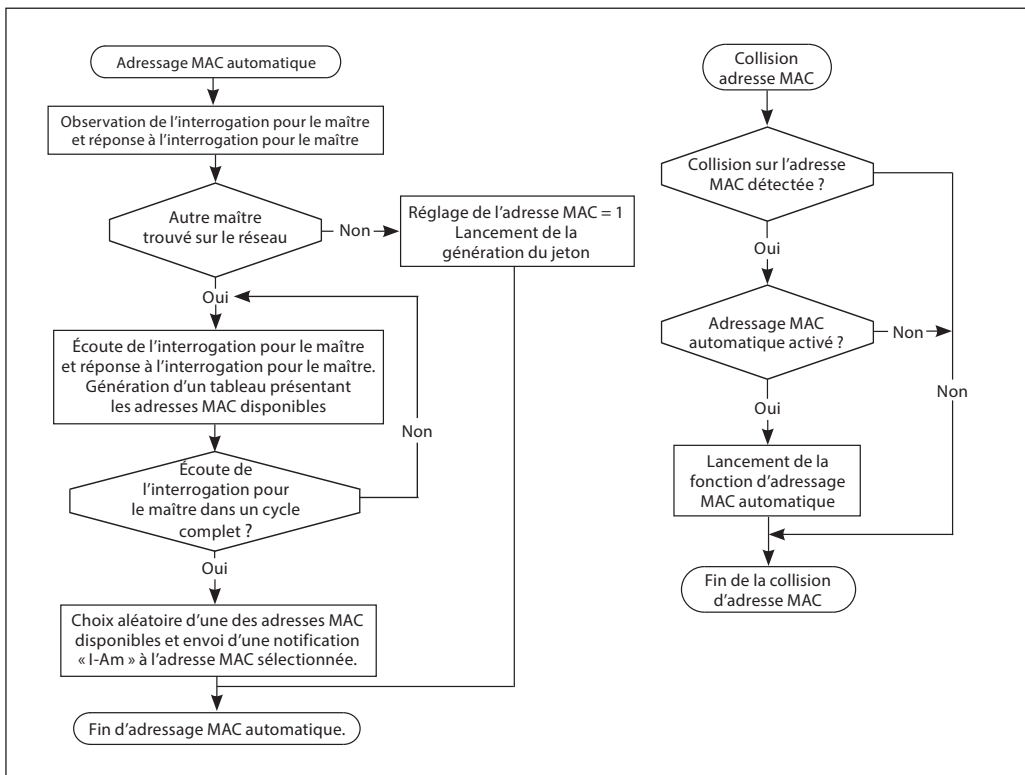 Adressage MAC automatique
Observation de l'interrogation pour le maître
et réponse à l'interrogation pour le maître
Autre maître
trouvé sur le réseau
Non
Réglage de l'adresse MAC = 1
Lancement de la
génération du jeton
Oui
Écoute de l'interrogation pour le maître
et réponse à l'interrogation pour le maître.
Génération d'un tableau présentant
les adresses MAC disponibles
Non
Écoute de
l'interrogation pour
le maître dans un cycle
complet ?
Oui
Choix aléatoire d'une des adresses MAC
disponibles et envoi d'une notification
« I-Am » à l'adresse MAC sélectionnée.
Fin d'adressage MAC automatique.
Collision
adresse MAC
Collision sur l'adresse
MAC détectée ?
Oui
Adressage MAC
automatique activé ?
Non
Non
Oui
Lancement de la
fonction d'adressage
MAC automatique
Fin de la collision
d'adresse MAC